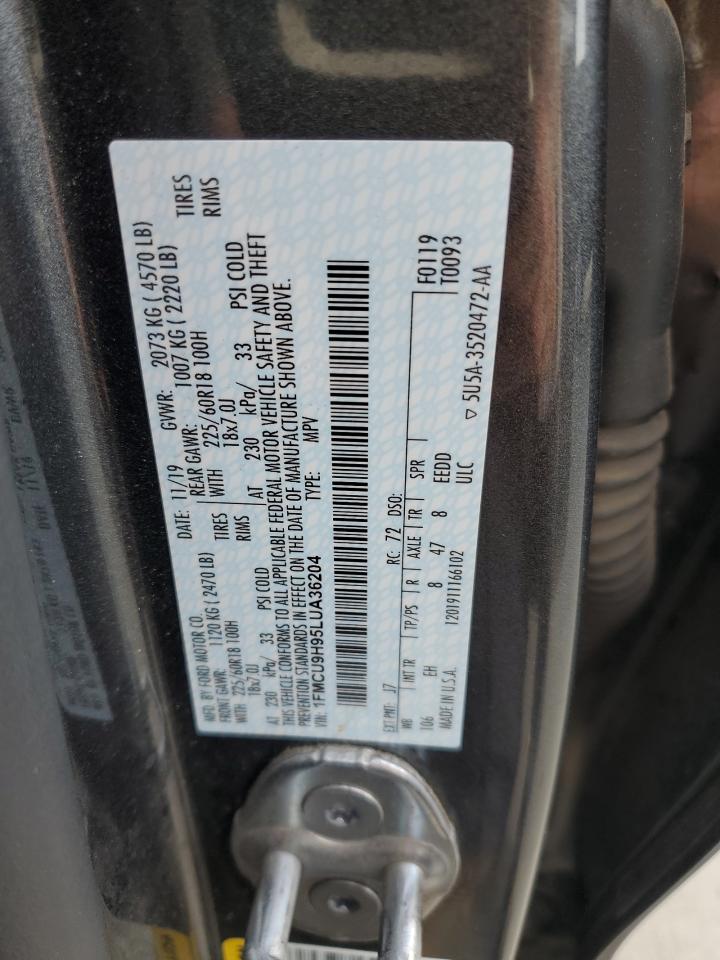 MFD. BY FORD MOTOR CO. DATE: 11/19 GVWR: 2073 KG ( 4570 LB)
FRONT GAWR: 1120 KG ( 2470 LB) REAR GAWR: 1007 KG ( 2220 LB)
WITH 225/60R18 100H TIRES WITH 225/60R18 100H TIRES
18x7.0J RIMS 18x7.0J RIMS
AT 230 kPa/ 33 PSI COLD AT 230 kPa/ 33 PSI COLD
THIS VEHICLE CONFORMS TO ALL APPLICABLE FEDERAL MOTOR VEHICLE SAFETY AND THEFT
PREVENTION STANDARDS IN EFFECT ON THE DATE OF MANUFACTURE SHOWN ABOVE.
VIN: 1FMCU9H95LUA36204 TYPE: MPV
EXT PNT: J7 RC: 72 DSO: F0119
WB INT TR TP/PS R AXLE TR SPR T0093
106 EH 8 47 8 EEDD
MADE IN U.S.A. 12019111166102 ULC ▽ 5U5A-3520472-AA